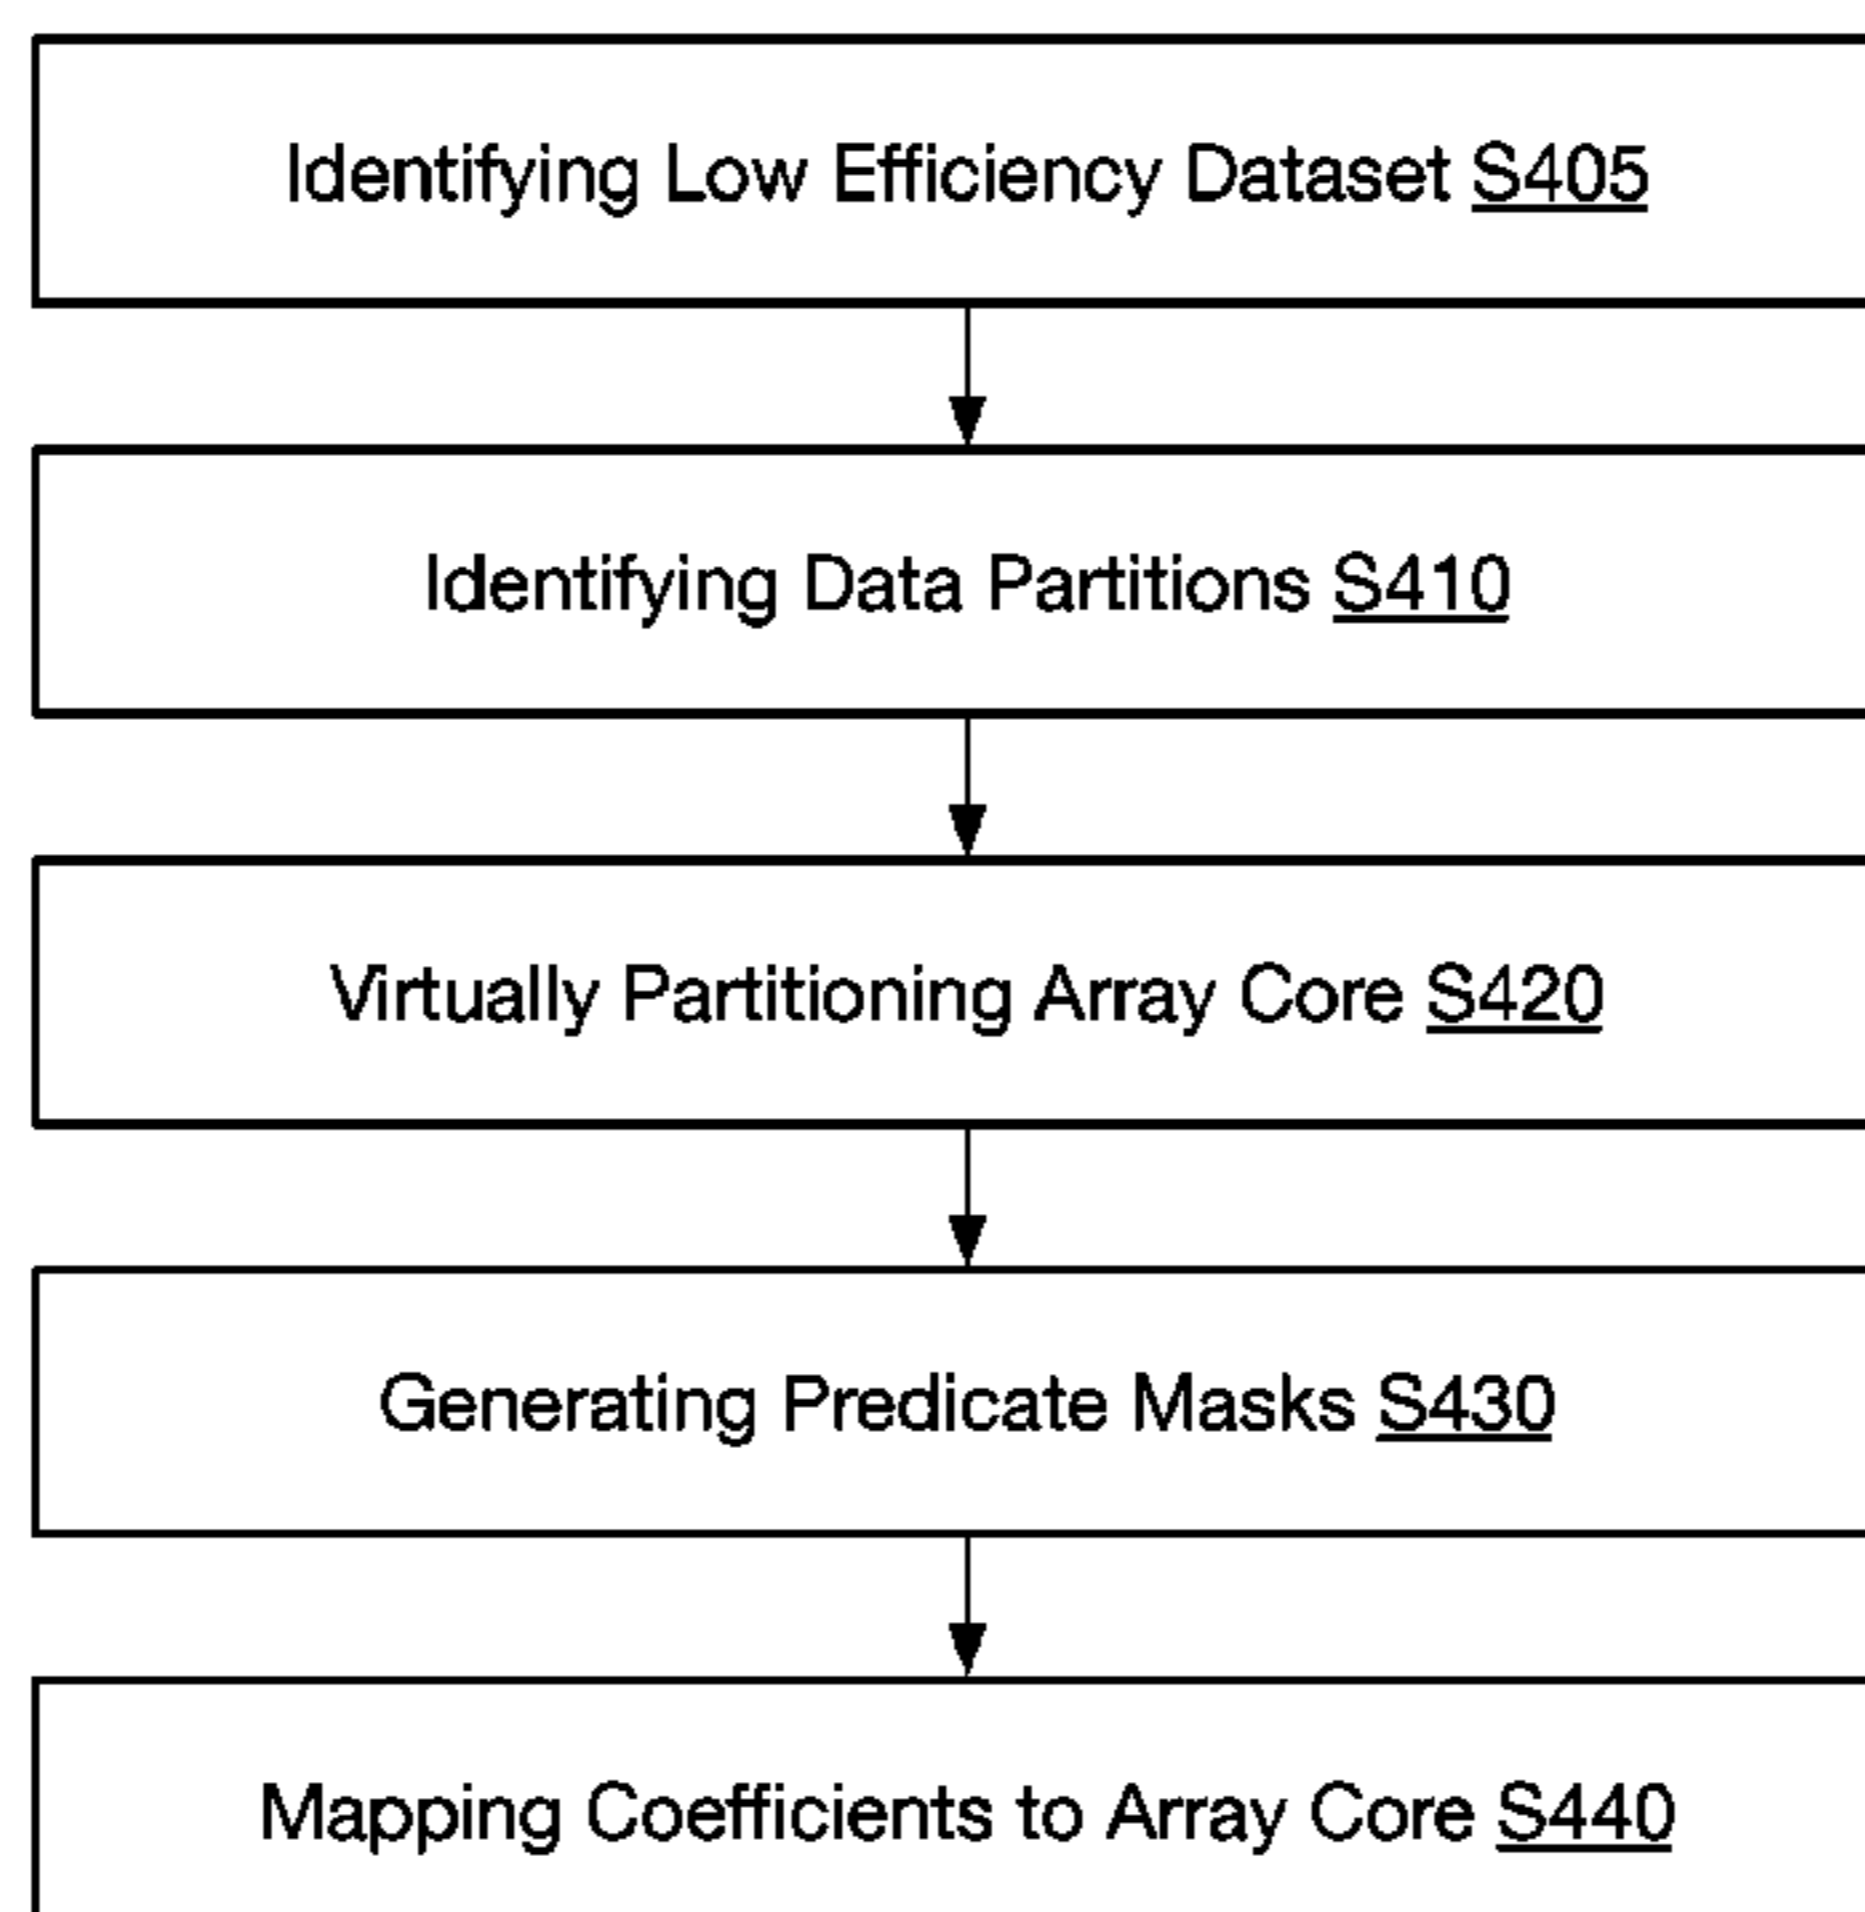 Identifying Low Efficiency Dataset S405
Identifying Data Partitions S410
Virtually Partitioning Array Core S420
Generating Predicate Masks S430
Mapping Coefficients to Array Core S440